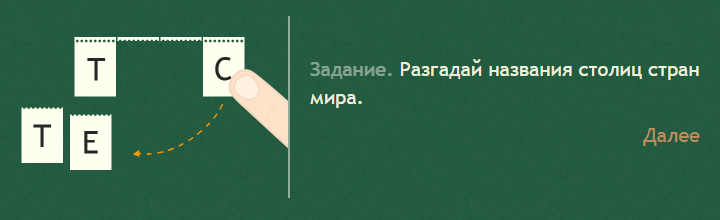 Т С
Т Е
Задание. Разгадай названия столиц стран
мира.
Далее